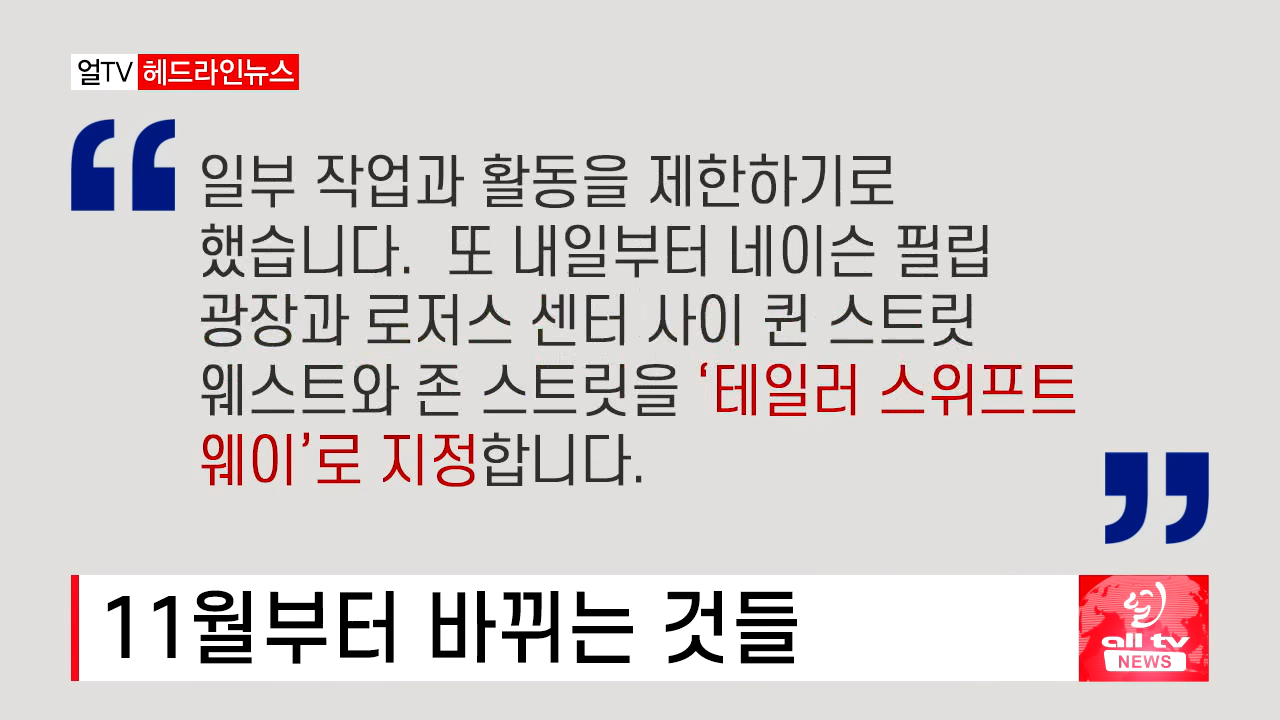 얼TV 헤드라인뉴스
“일부 작업과 활동을 제한하기로
했습니다. 또 내일부터 네이슨 필립
광장과 로저스 센터 사이 퀸 스트릿
웨스트와 존 스트릿을 ‘테일러 스위프트
웨이’로 지정합니다.”
11월부터 바뀌는 것들
얼
all tv
NEWS